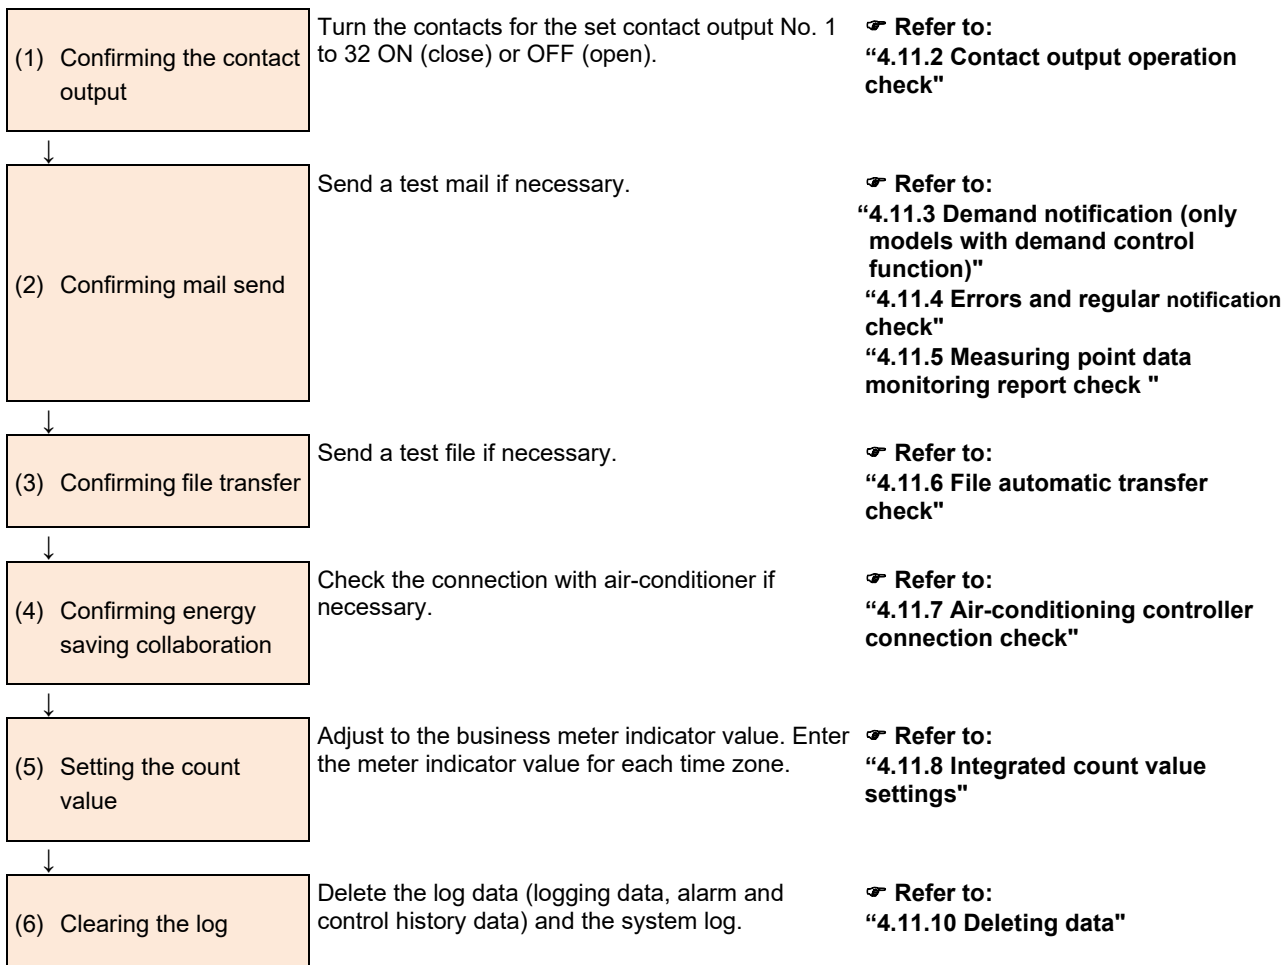 (1) Confirming the contact
output
Turn the contacts for the set contact output No. 1
to 32 ON (close) or OFF (open).
☞ Refer to:
“4.11.2 Contact output operation
check"
↓
(2) Confirming mail send
Send a test mail if necessary.
☞ Refer to:
“4.11.3 Demand notification (only
models with demand control
function)"
“4.11.4 Errors and regular notification
check"
“4.11.5 Measuring point data
monitoring report check "
↓
(3) Confirming file transfer
Send a test file if necessary.
☞ Refer to:
“4.11.6 File automatic transfer
check"
↓
(4) Confirming energy
saving collaboration
Check the connection with air-conditioner if
necessary.
☞ Refer to:
“4.11.7 Air-conditioning controller
connection check"
↓
(5) Setting the count
value
Adjust to the business meter indicator value. Enter
the meter indicator value for each time zone.
☞ Refer to:
“4.11.8 Integrated count value
settings"
↓
(6) Clearing the log
Delete the log data (logging data, alarm and
control history data) and the system log.
☞ Refer to:
“4.11.10 Deleting data"